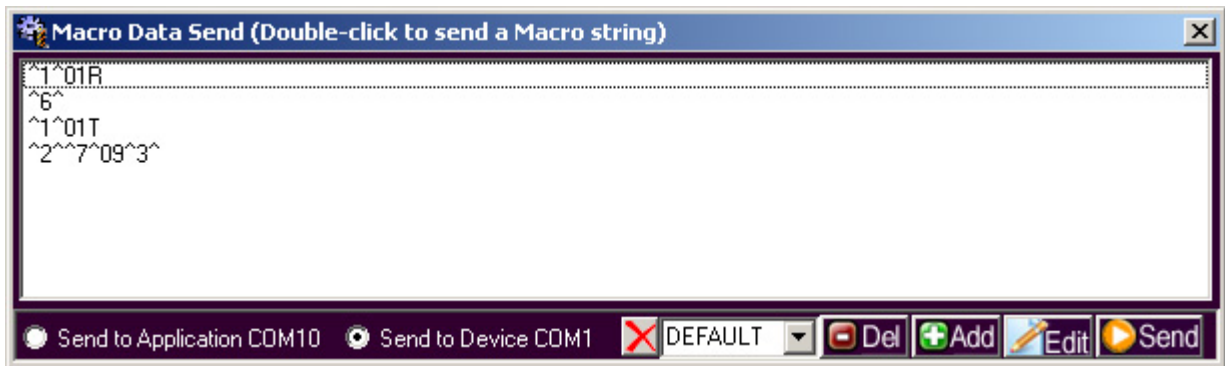 Macro Data Send (Double-click to send a Macro string)
^1^01R
^6^
^1^01T
^2^^7^09^3^
Send to Application COM10 Send to Device COM1 DEFAULT Del Add Edit Send